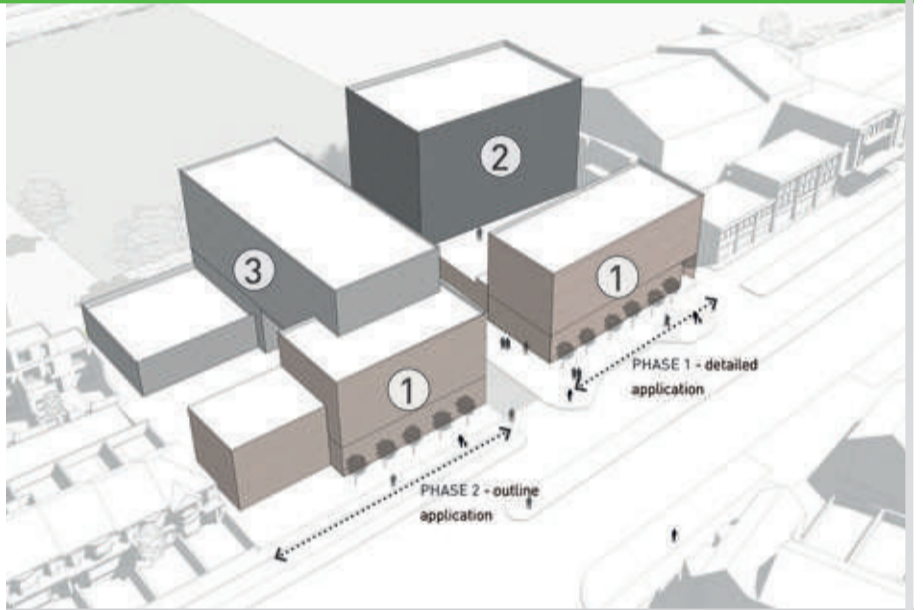 2
3
1
1
PHASE 1 - detailed
application
PHASE 2 - outline
application